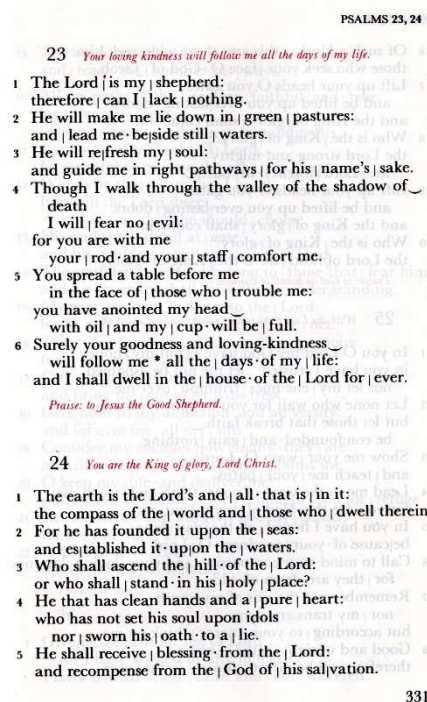 PSALMS 23, 24
23 Your loving kindness will follow me all the days of my life.
1 The Lord | is my | shepherd:
therefore | can I | lack | nothing.
2 He will make me lie down in | green | pastures:
and | lead me · be|side still | waters.
3 He will re|fresh my | soul:
and guide me in right pathways | for his | name's | sake.
4 Though I walk through the valley of the shadow of‿
death
I will | fear no | evil:
for you are with me
your | rod · and your | staff | comfort me.
5 You spread a table before me
in the face of | those who | trouble me:
you have anointed my head‿
with oil | and my | cup · will be | full.
6 Surely your goodness and loving-kindness‿
will follow me * all the | days · of my | life:
and I shall dwell in the | house · of the | Lord for | ever.
Praise: to Jesus the Good Shepherd.
24 You are the King of glory, Lord Christ.
1 The earth is the Lord's and | all · that is | in it:
the compass of the | world and | those who | dwell therein
2 For he has founded it up|on the | seas:
and es|tablished it · up|on the | waters.
3 Who shall ascend the | hill · of the | Lord:
or who shall | stand · in his | holy | place?
4 He that has clean hands and a | pure | heart:
who has not set his soul upon idols
nor | sworn his | oath · to a | lie.
5 He shall receive | blessing · from the | Lord:
and recompense from the | God of | his sal|vation.
331